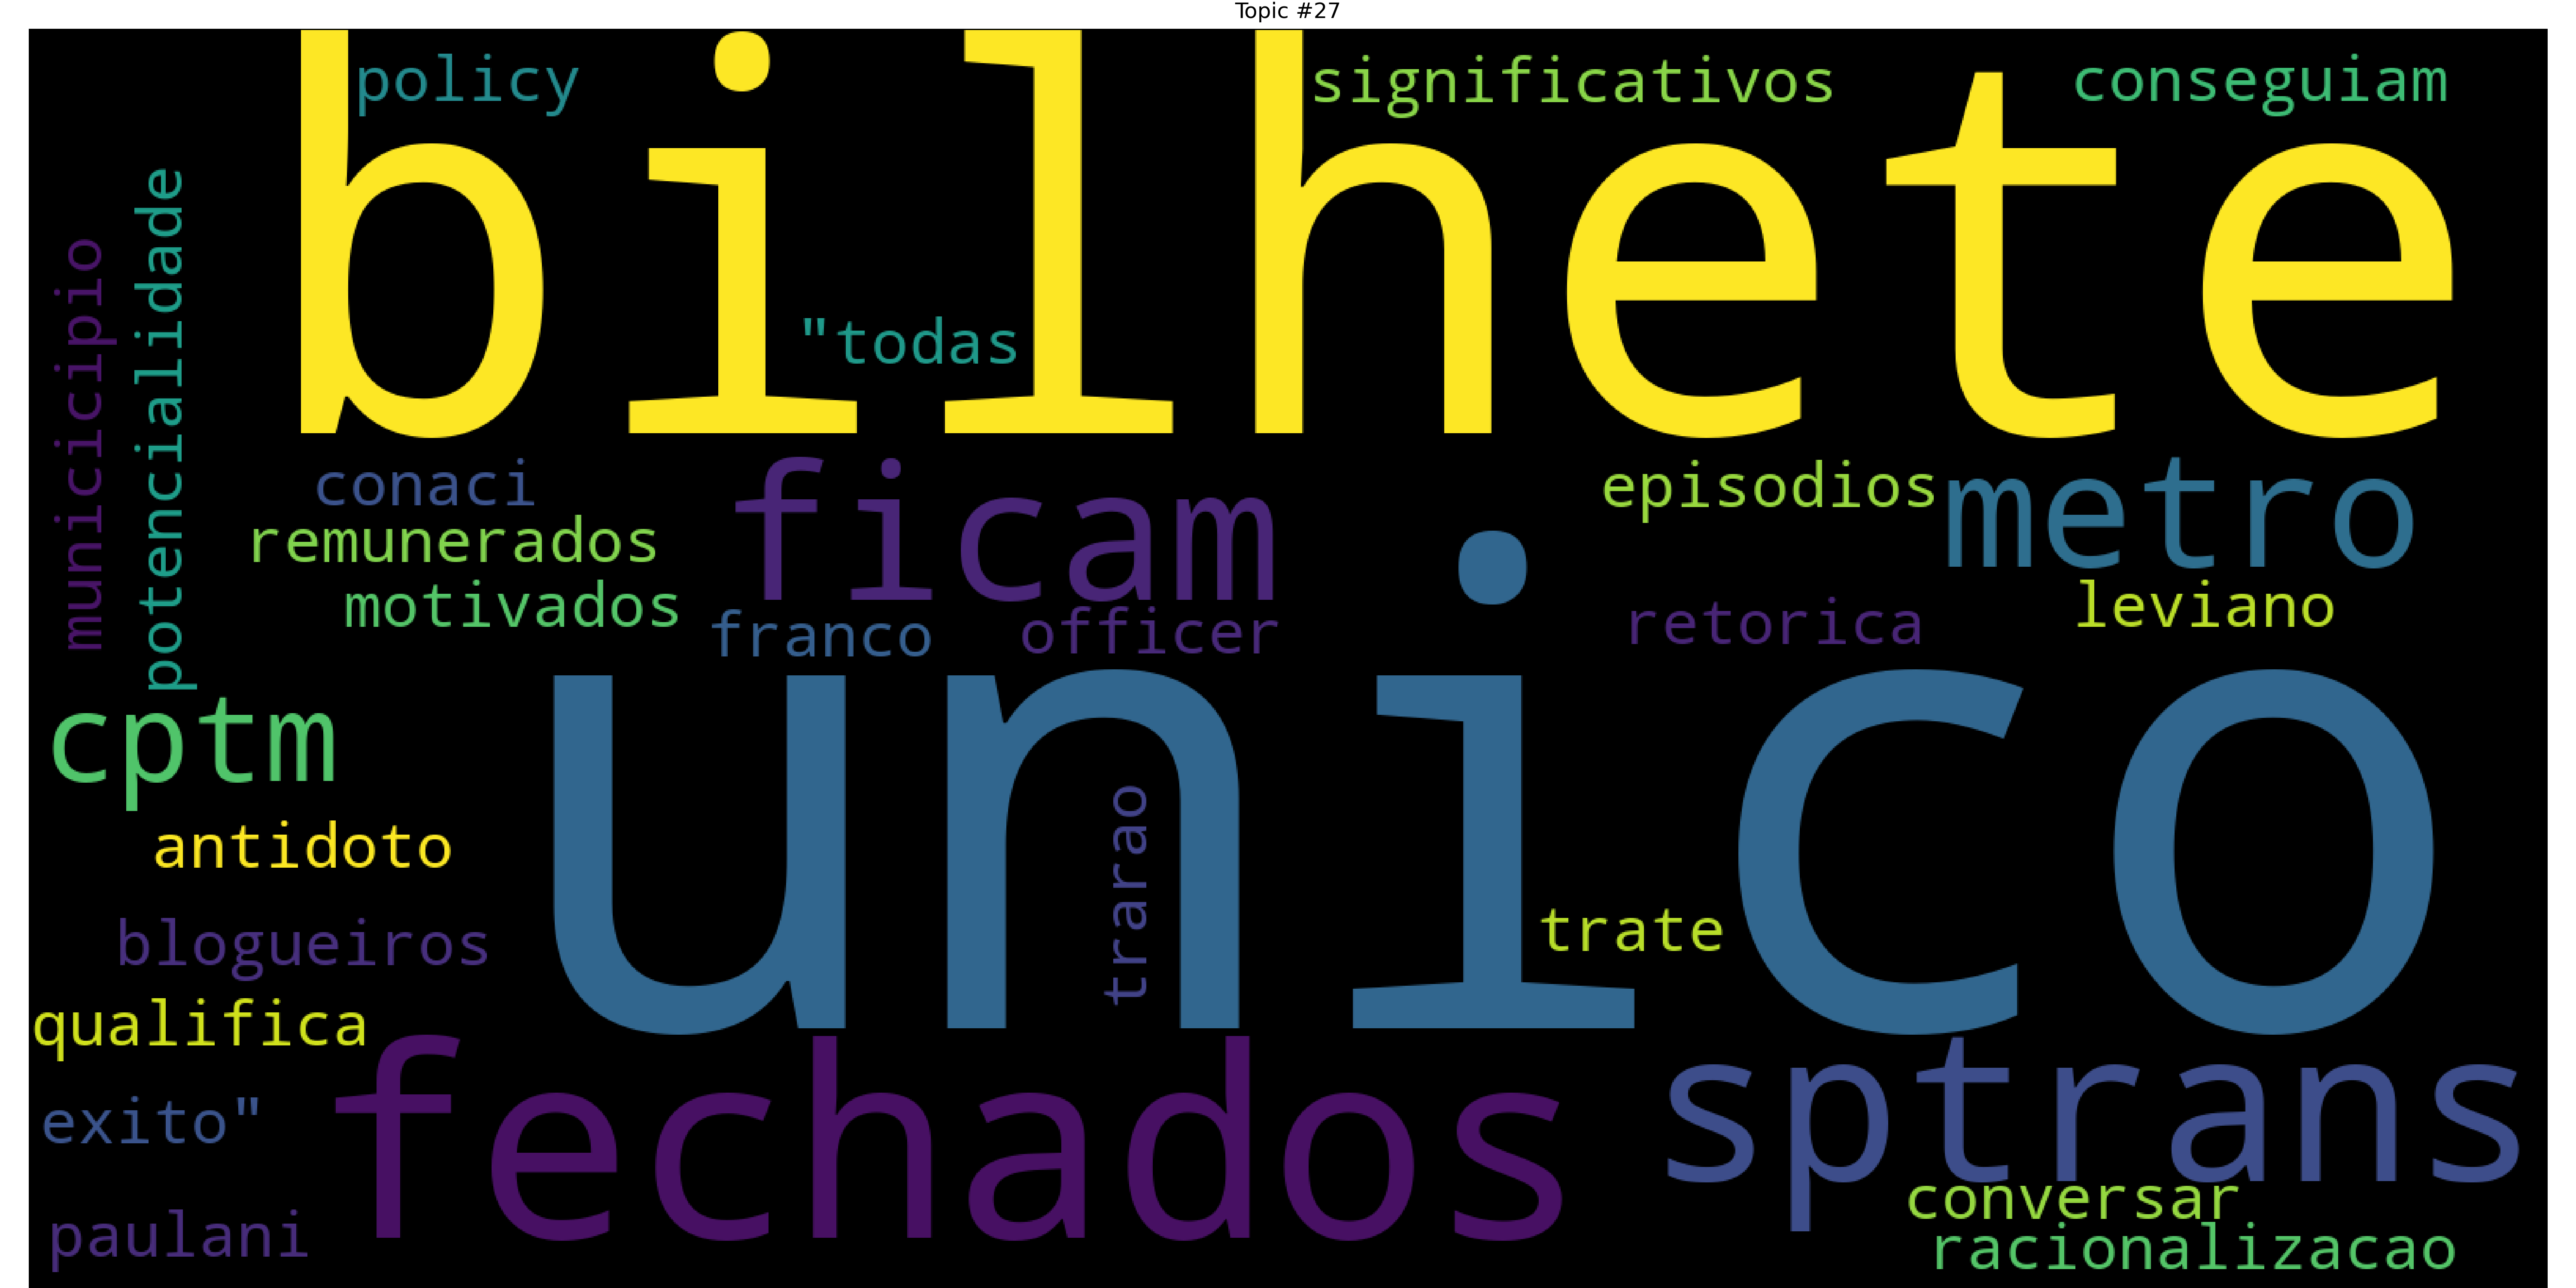 Topic #27
bilhete
policy
significativos
conseguiam
municicipio
potencialidade
"todas
conaci
ficam
episodios
metro
remunerados
motivados
franco
officer
retorica
leviano
cptm
unico
trarao
trate
antidoto
blogueiros
qualifica
fechados
sptrans
exito"
conversar
paulani
racionalizacao